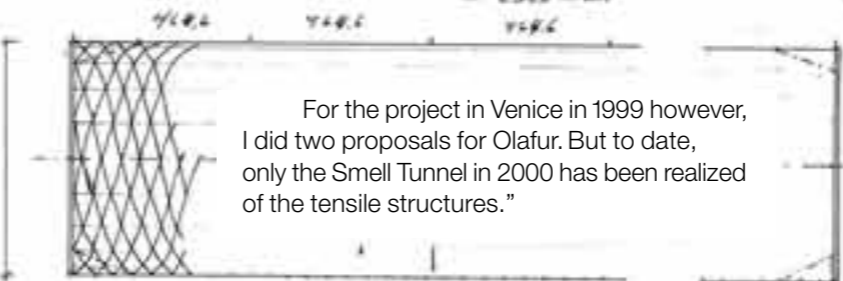 For the project in Venice in 1999 however,
I did two proposals for Olafur. But to date,
only the Smell Tunnel in 2000 has been realized
of the tensile structures.”